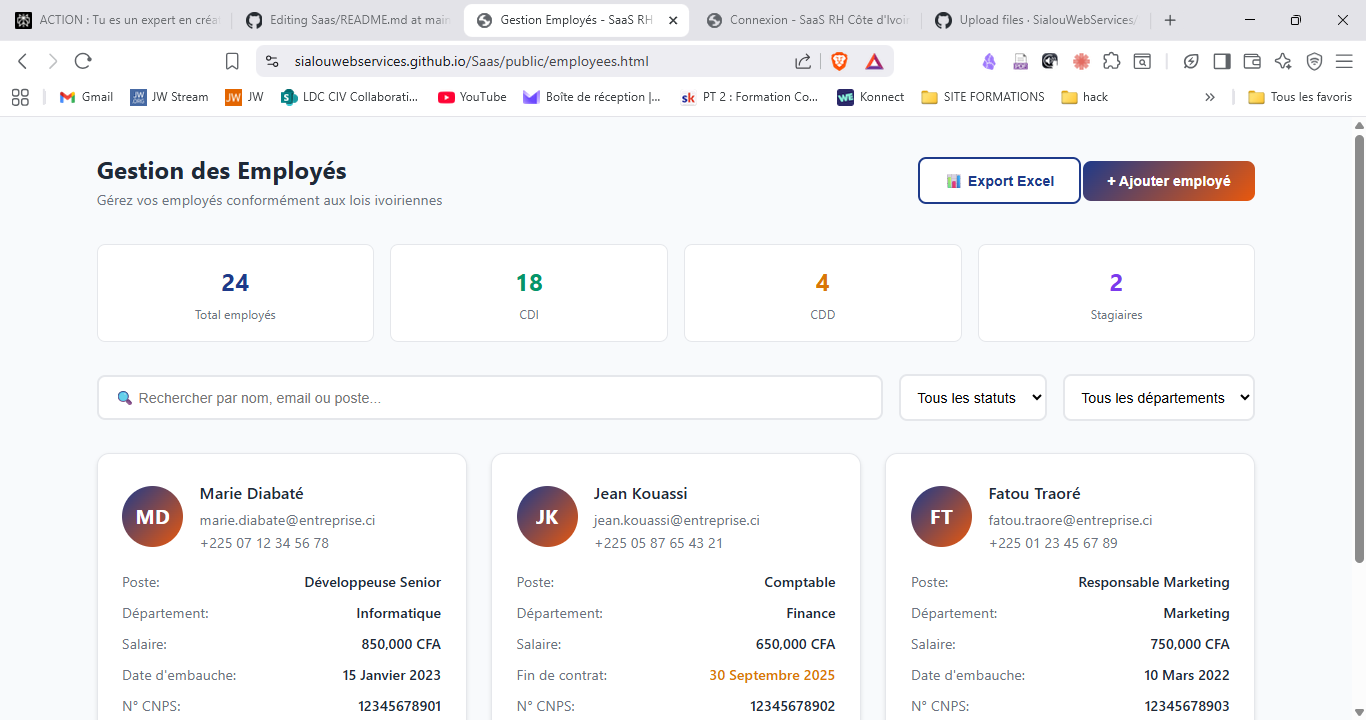 ACTION : Tu es un expert en créa
Editing Saas/README.md at main
Gestion Employés - SaaS RH
Connexion - SaaS RH Côte d'Ivoir
Upload files · SialouWebServices/
sialouwebservices.github.io/Saas/public/employees.html
Gmail
JW Stream
JW
LDC CIV Collaborati...
YouTube
Boîte de réception |...
PT 2 : Formation Co...
Konnect
SITE FORMATIONS
hack
Tous les favoris
Gestion des Employés
Gérez vos employés conformément aux lois ivoiriennes
Export Excel
+ Ajouter employé
24
Total employés
18
CDI
4
CDD
2
Stagiaires
Rechercher par nom, email ou poste...
Tous les statuts
Tous les départements
MD
Marie Diabaté
marie.diabate@entreprise.ci
+225 07 12 34 56 78
Poste: Développeuse Senior
Département: Informatique
Salaire: 850,000 CFA
Date d'embauche: 15 Janvier 2023
N° CNPS: 12345678901
JK
Jean Kouassi
jean.kouassi@entreprise.ci
+225 05 87 65 43 21
Poste: Comptable
Département: Finance
Salaire: 650,000 CFA
Fin de contrat: 30 Septembre 2025
N° CNPS: 12345678902
FT
Fatou Traoré
fatou.traore@entreprise.ci
+225 01 23 45 67 89
Poste: Responsable Marketing
Département: Marketing
Salaire: 750,000 CFA
Date d'embauche: 10 Mars 2022
N° CNPS: 12345678903